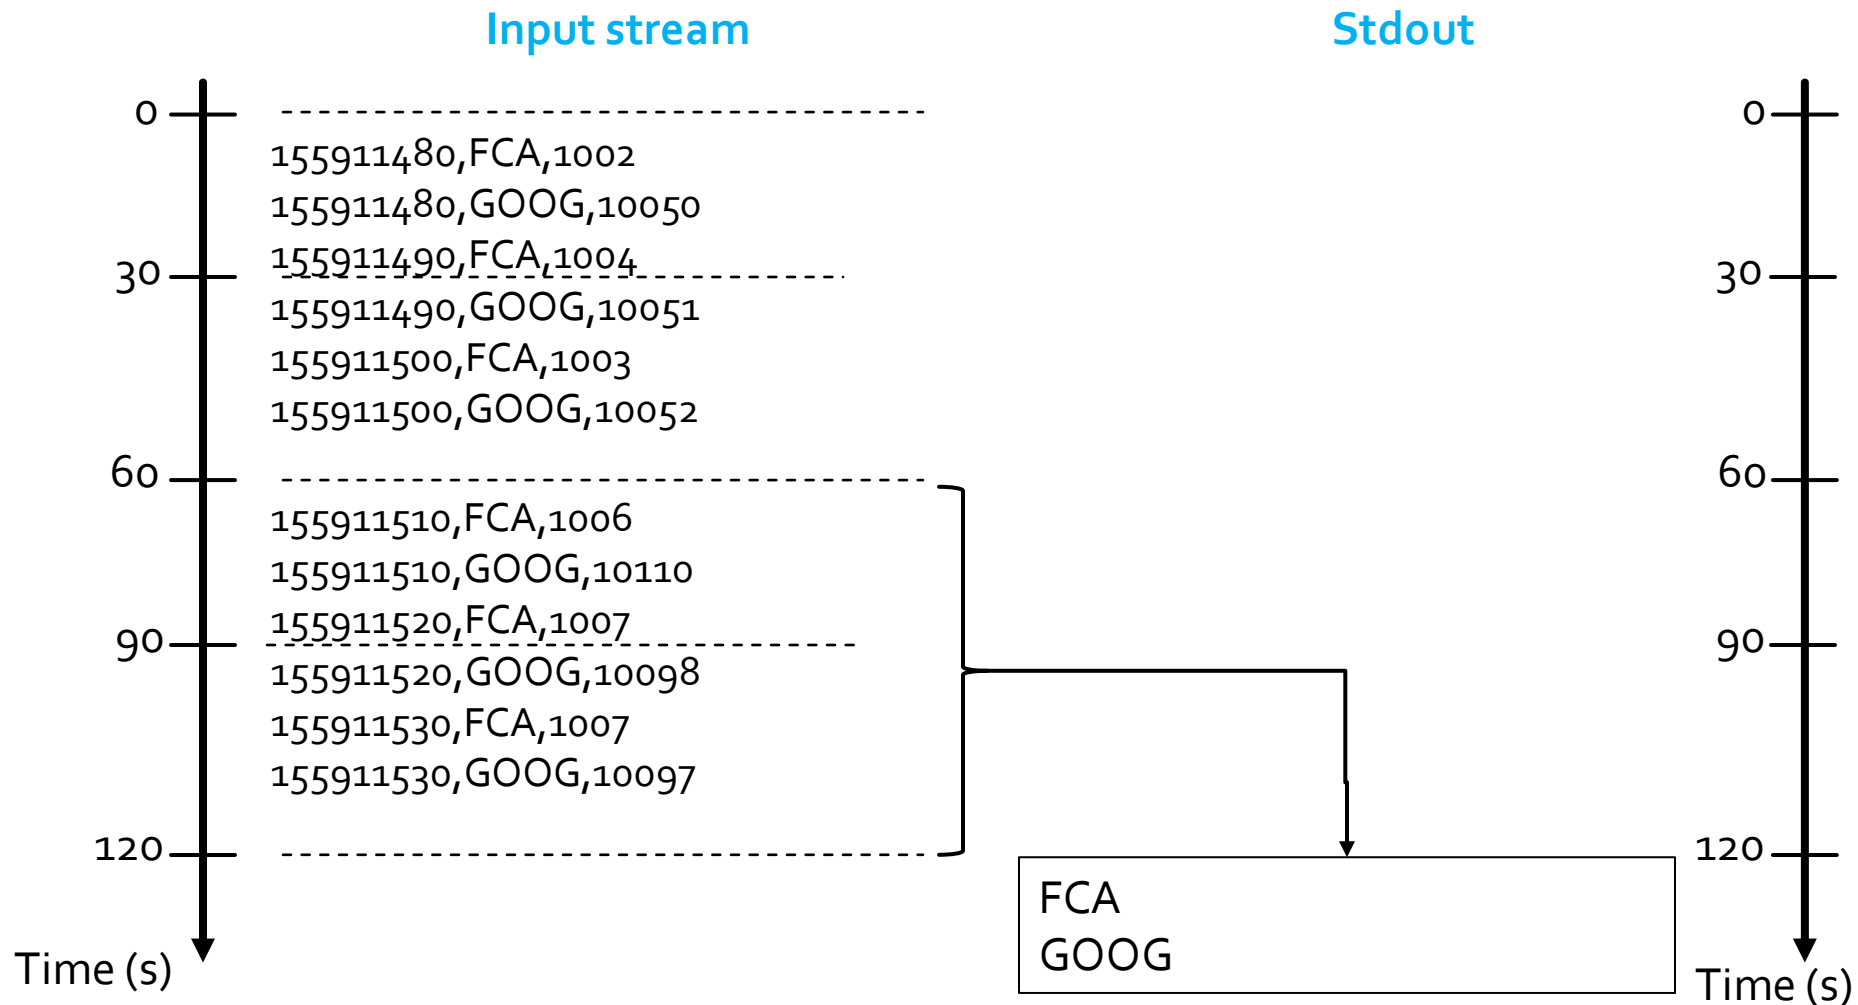 Input stream
Stdout
0
155911480,FCA,1002
155911480,GOOG,10050
155911490,FCA,1004
30
155911490,GOOG,10051
155911500,FCA,1003
155911500,GOOG,10052
60
155911510,FCA,1006
155911510,GOOG,10110
155911520,FCA,1007
90
155911520,GOOG,10098
155911530,FCA,1007
155911530,GOOG,10097
120
Time (s)
FCA
GOOG
0
30
60
90
120
Time (s)